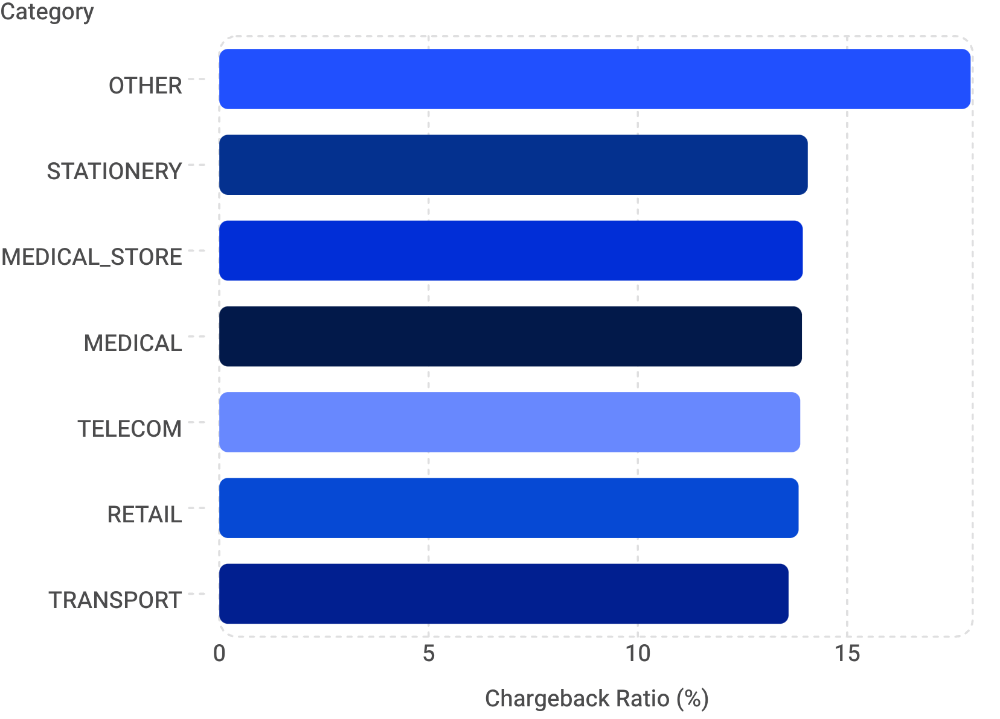 Category
OTHER
STATIONERY
MEDICAL_STORE
MEDICAL
TELECOM
RETAIL
TRANSPORT
0 5 10 15
Chargeback Ratio (%)